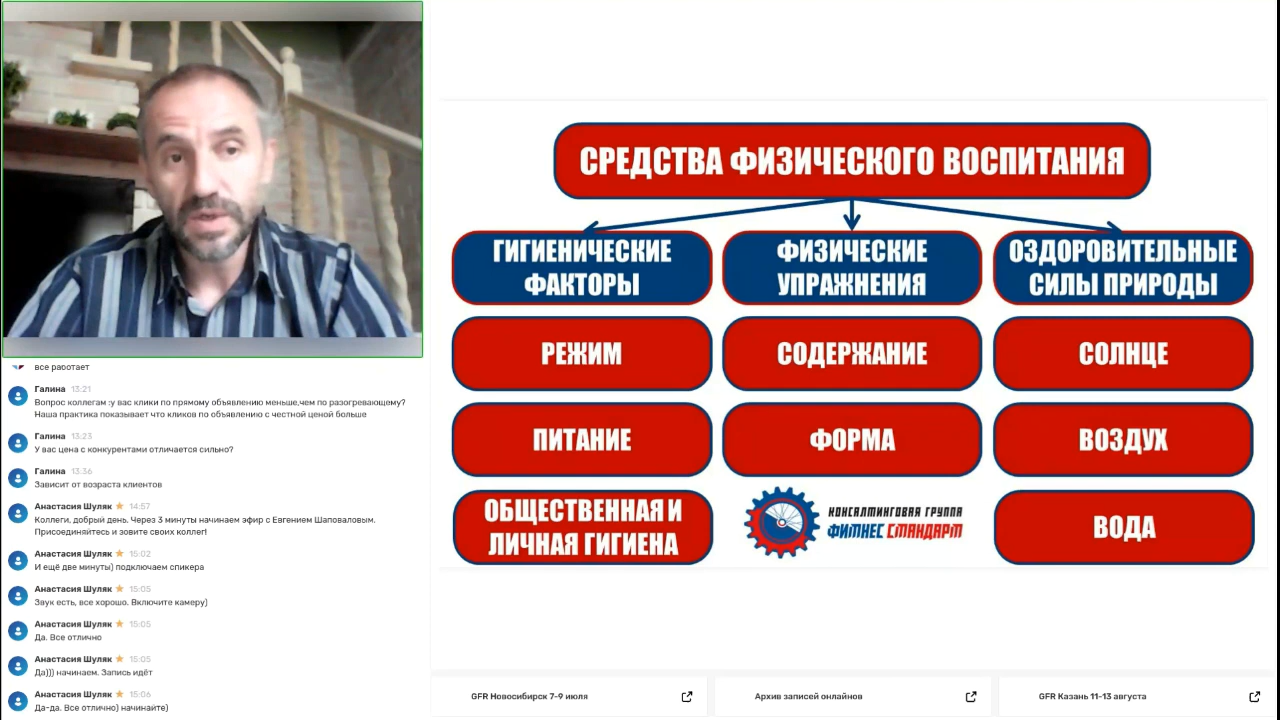 СРЕДСТВА ФИЗИЧЕСКОГО ВОСПИТАНИЯ
ГИГИЕНИЧЕСКИЕ
ФАКТОРЫ
РЕЖИМ
ПИТАНИЕ
ОБЩЕСТВЕННАЯ И
ЛИЧНАЯ ГИГИЕНА
ФИЗИЧЕСКИЕ
УПРАЖНЕНИЯ
СОДЕРЖАНИЕ
ФОРМА
КОНСАЛТИНГОВАЯ ГРУППА
ФИТНЕС СТАНДАРТ
ОЗДОРОВИТЕЛЬНЫЕ
СИЛЫ ПРИРОДЫ
СОЛНЦЕ
ВОЗДУХ
ВОДА
все работает
Галина 13:21
Вопрос коллегам :у вас клики по прямому объявлению меньше,чем по разогревающему?
Наша практика показывает что кликов по объявлению с честной ценой больше
Галина 13:23
У вас цена с конкурентами отличается сильно?
Галина 13:36
Зависит от возраста клиентов
Анастасия Шуляк 14:57
Коллеги, добрый день. Через 3 минуты начинаем эфир с Евгением Шаповаловым.
Присоединяйтесь и зовите своих коллег!
Анастасия Шуляк 15:02
И ещё две минуты) подключаем спикера
Анастасия Шуляк 15:05
Звук есть, все хорошо. Включите камеру)
Анастасия Шуляк 15:05
Да. Все отлично
Анастасия Шуляк 15:05
Да))) начинаем. Запись идёт
Анастасия Шуляк 15:06
Да-да. Все отлично) начинайте)
GFR Новосибирск 7-9 июля
Архив записей онлайнов
GFR Казань 11-13 августа